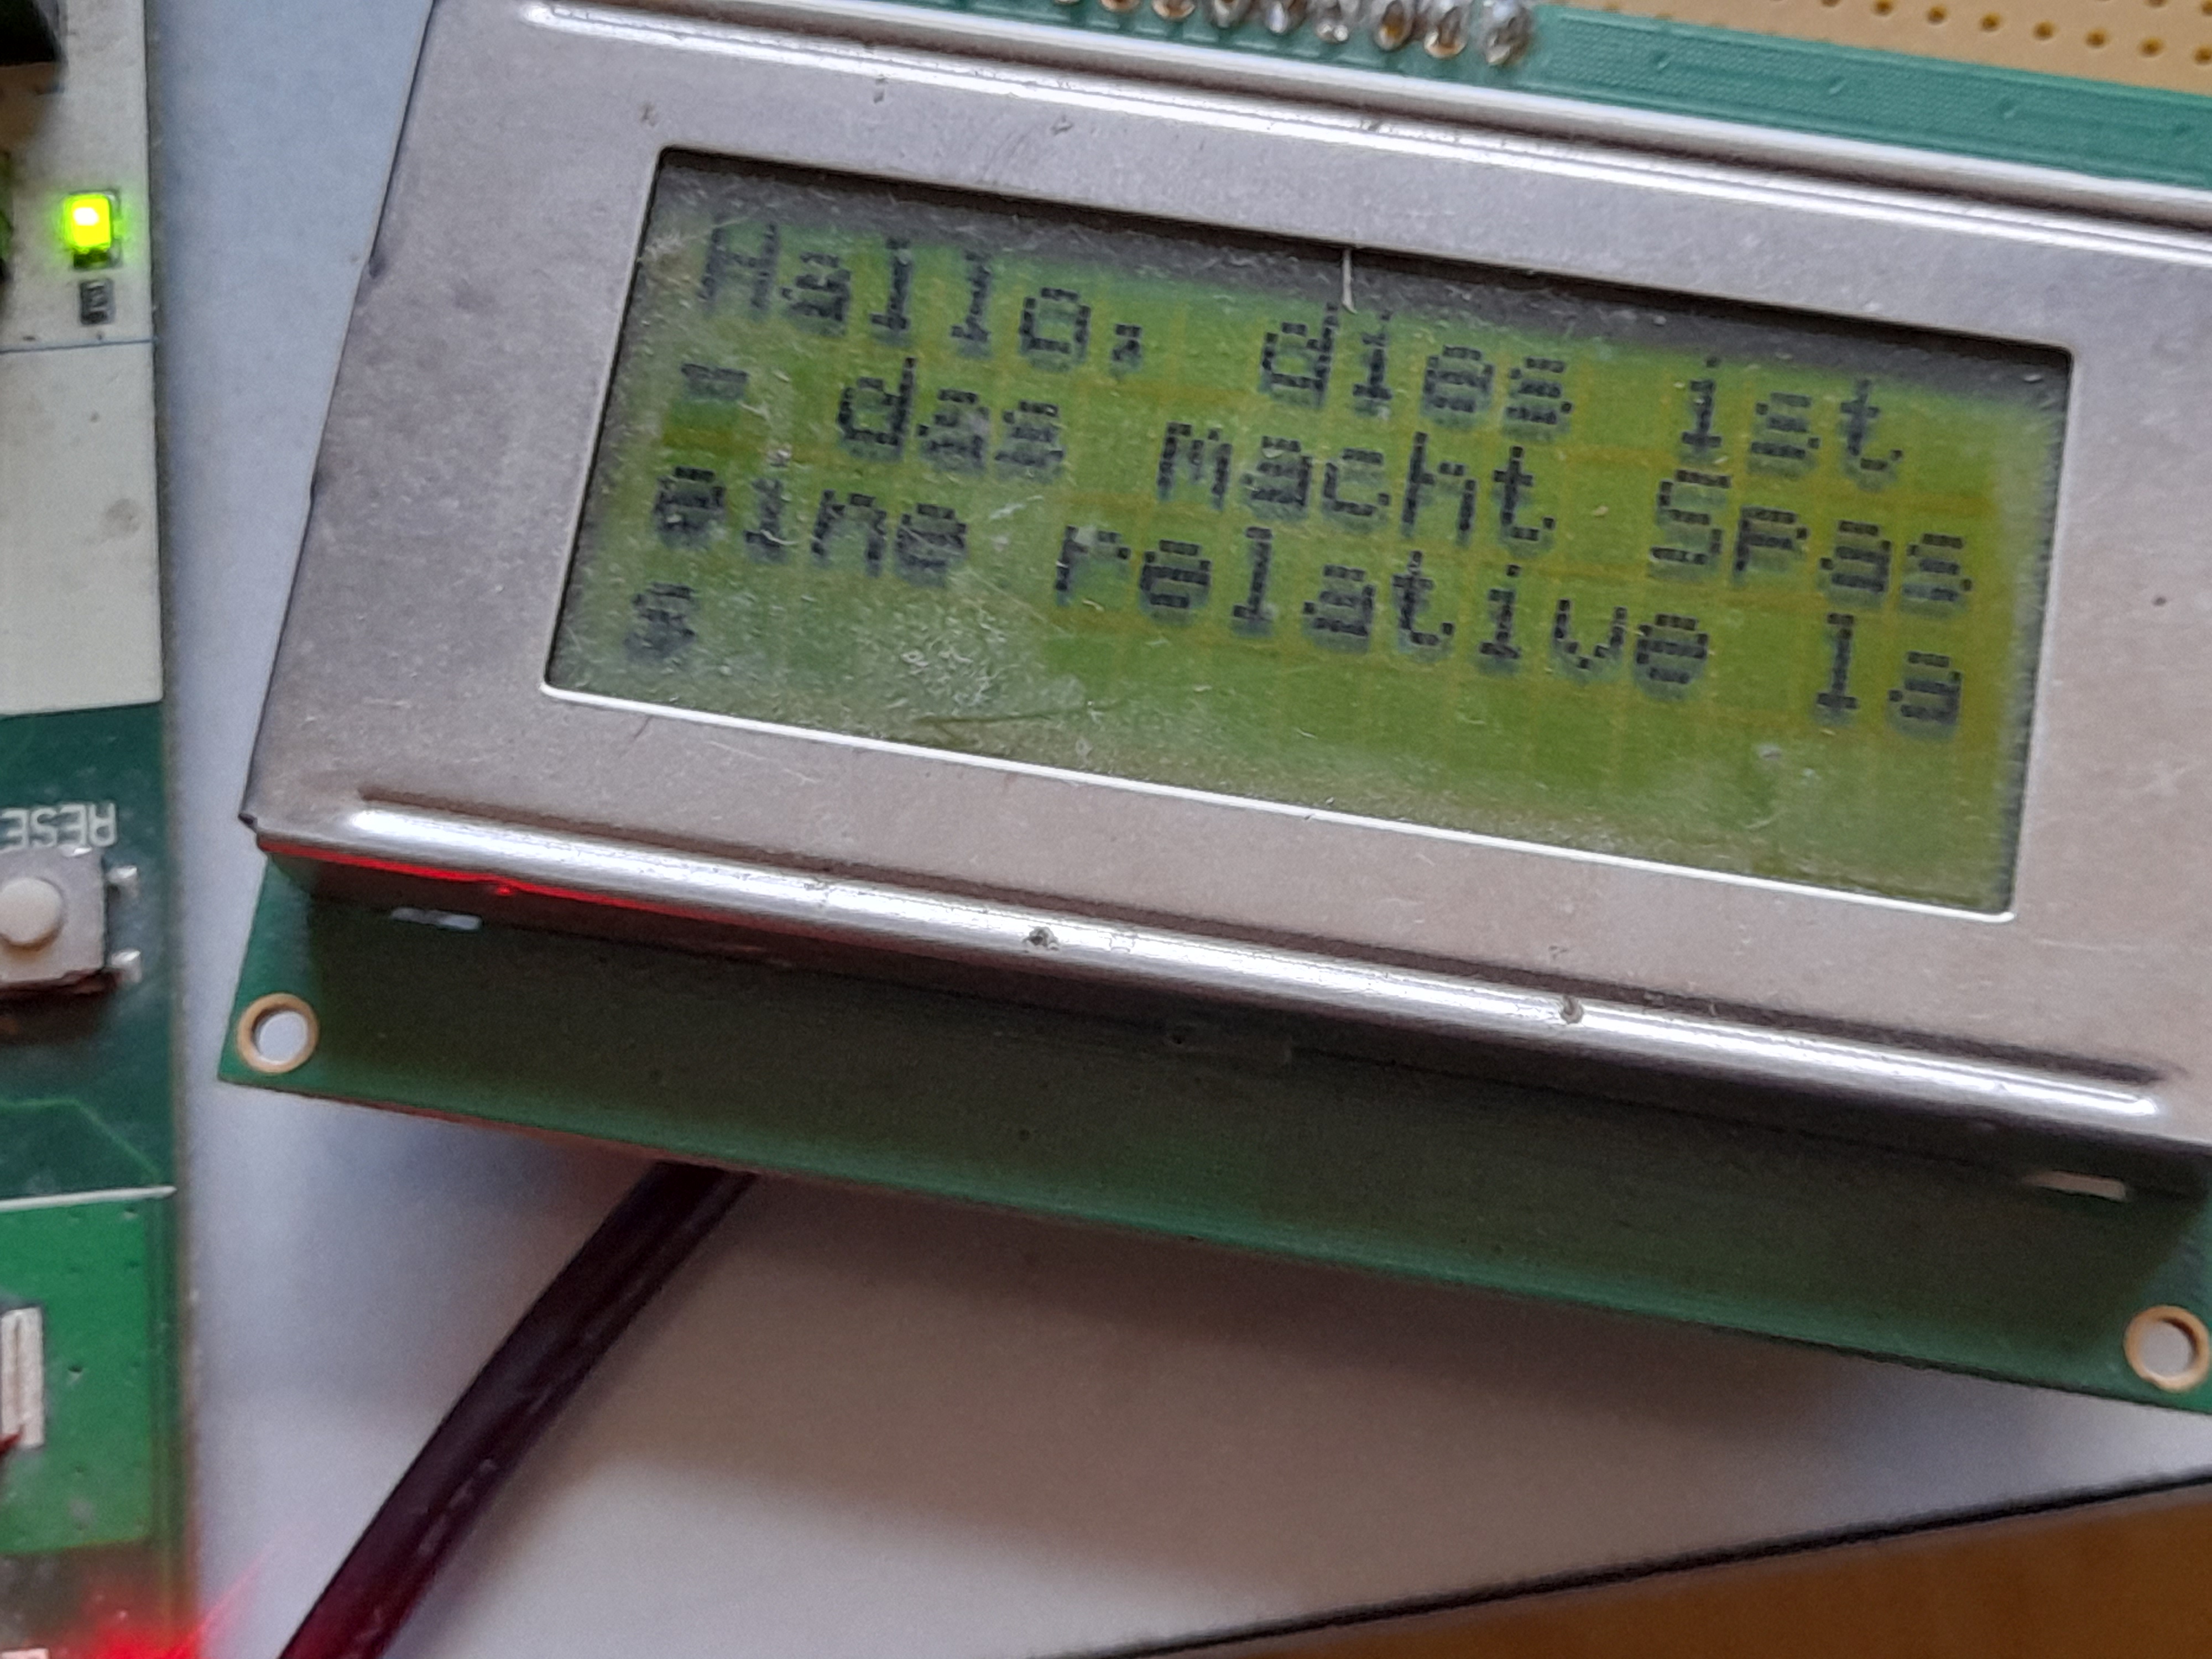 Hallo, dies ist
= das macht Spas
eine relative la
s
RESE